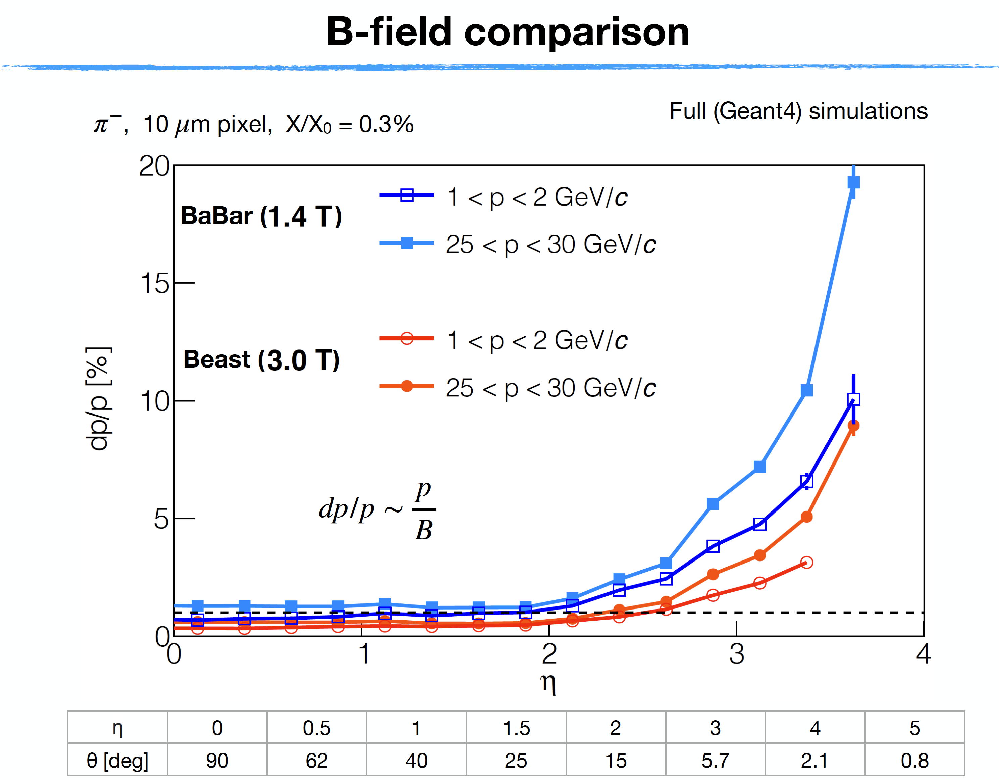 B-field comparison
Full (Geant4) simulations
π⁻, 10 μm pixel, X/X₀ = 0.3%
20
15
10
5
0
dp/p [%]
BaBar (1.4 T)
1 < p < 2 GeV/c
25 < p < 30 GeV/c
Beast (3.0 T)
1 < p < 2 GeV/c
25 < p < 30 GeV/c
dp/p ~ p/B
0 1 2 3 4
η
η 0 0.5 1 1.5 2 3 4 5
θ [deg] 90 62 40 25 15 5.7 2.1 0.8